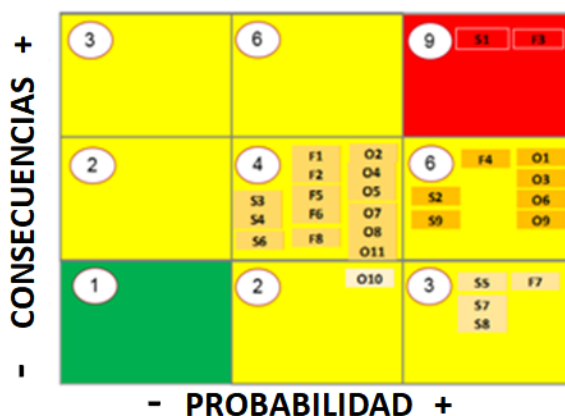 +
CONSECUENCIAS
-
3
6
9 S1 F3
2
4
F1 O2
F2 O4
S3 F5 O5
S4 F6 O7
S6 F8 O8
O11
6
F4 O1
O3
S2 O6
S9 O9
1
2
O10
3
S5 F7
S7
S8
- PROBABILIDAD +